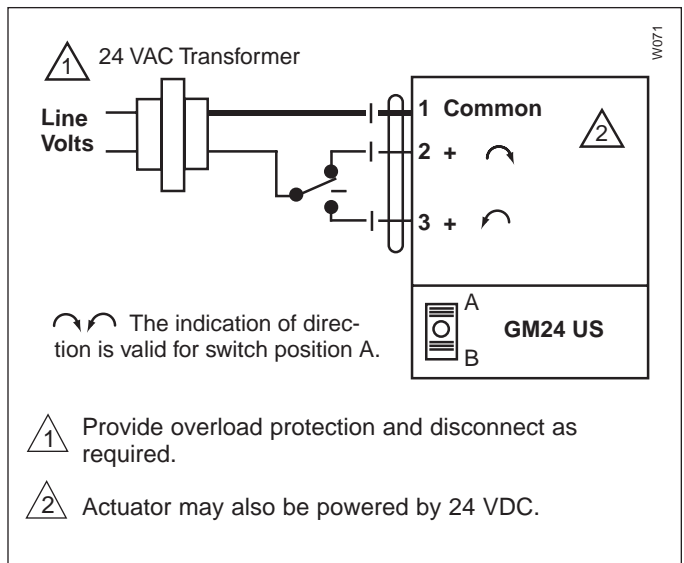 W071
1 24 VAC Transformer
Line
Volts
1 Common
2
2 +
3 +
The indication of direc-
tion is valid for switch position A.
A
GM24 US
B
1 Provide overload protection and disconnect as
required.
2 Actuator may also be powered by 24 VDC.